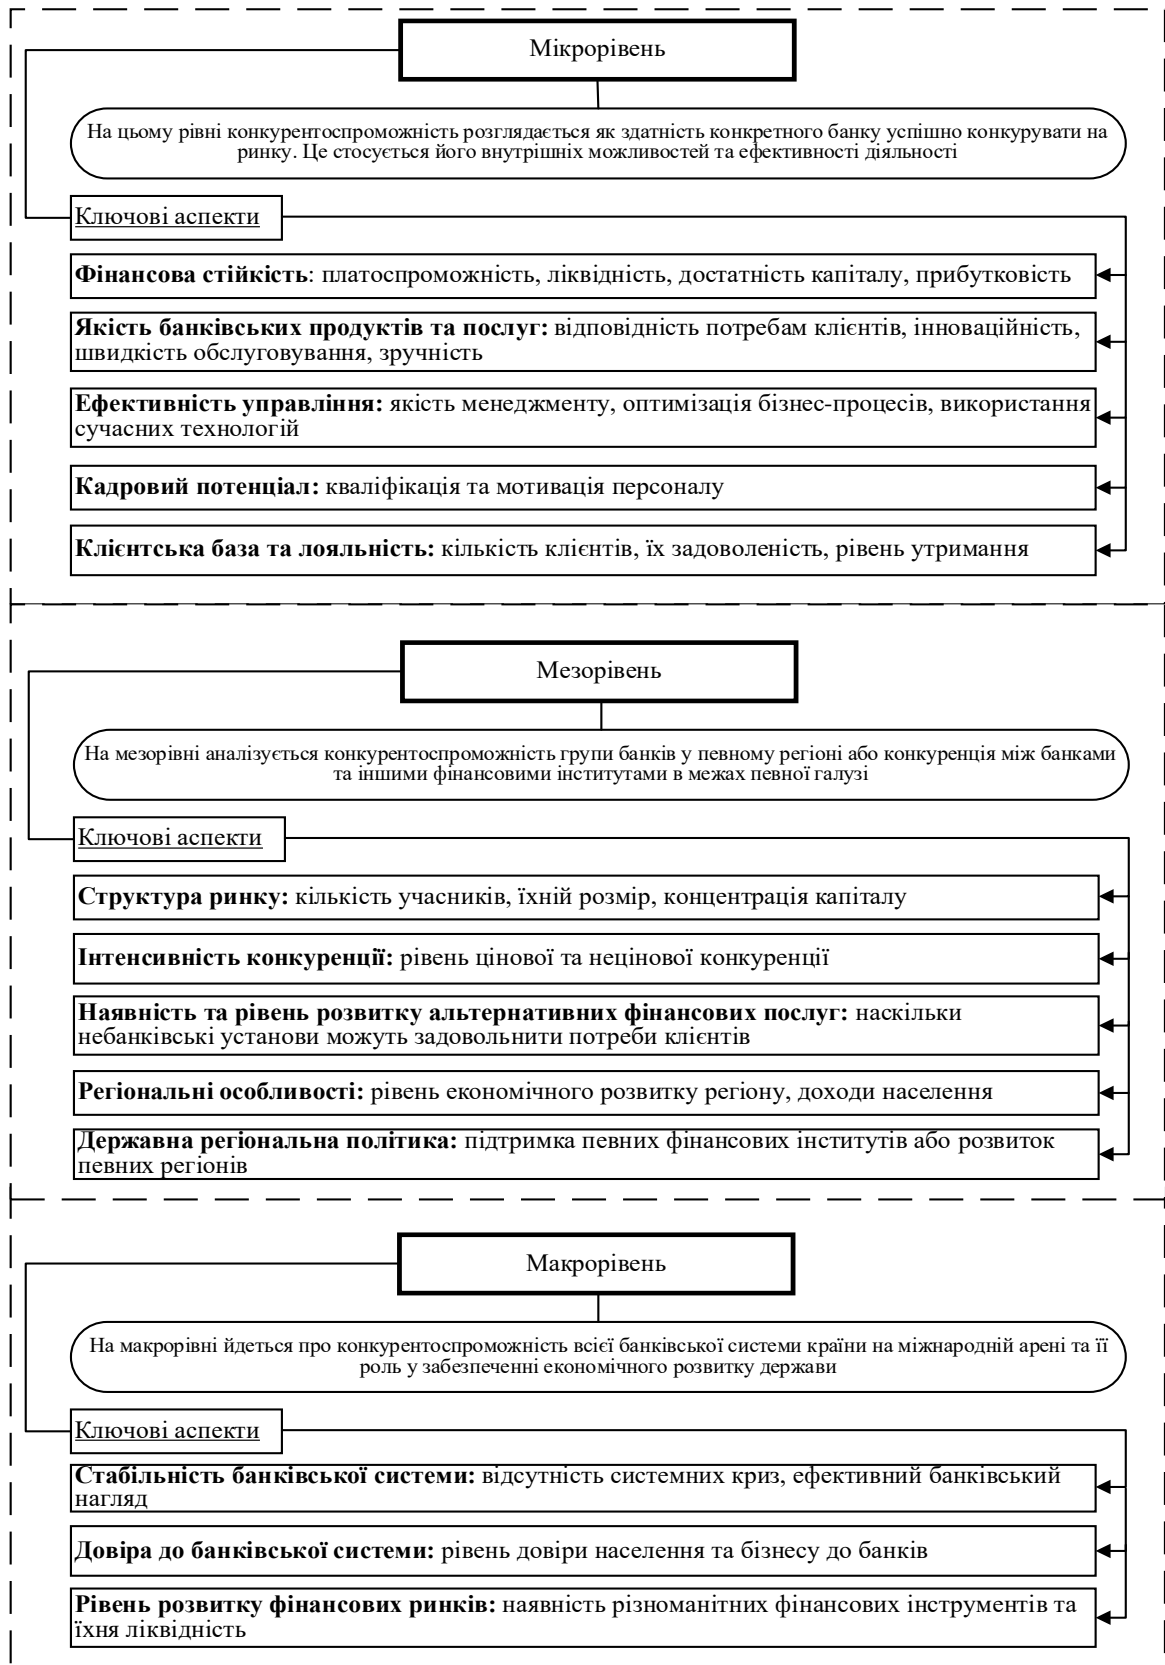 Мікрорівень
На цьому рівні конкурентоспроможність розглядається як здатність конкретного банку успішно конкурувати на
ринку. Це стосується його внутрішніх можливостей та ефективності діяльності
Ключові аспекти
Фінансова стійкість: платоспроможність, ліквідність, достатність капіталу, прибутковість
Якість банківських продуктів та послуг: відповідність потребам клієнтів, інноваційність,
швидкість обслуговування, зручність
Ефективність управління: якість менеджменту, оптимізація бізнес-процесів, використання
сучасних технологій
Кадровий потенціал: кваліфікація та мотивація персоналу
Клієнтська база та лояльність: кількість клієнтів, їх задоволеність, рівень утримання
Мезорівень
На мезорівні аналізується конкурентоспроможність групи банків у певному регіоні або конкуренція між банками
та іншими фінансовими інститутами в межах певної галузі
Ключові аспекти
Структура ринку: кількість учасників, їхній розмір, концентрація капіталу
Інтенсивність конкуренції: рівень цінової та нецінової конкуренції
Наявність та рівень розвитку альтернативних фінансових послуг: наскільки
небанківські установи можуть задовольнити потреби клієнтів
Регіональні особливості: рівень економічного розвитку регіону, доходи населення
Державна регіональна політика: підтримка певних фінансових інститутів або розвиток
певних регіонів
Макрорівень
На макрорівні йдеться про конкурентоспроможність всієї банківської системи країни на міжнародній арені та її
роль у забезпеченні економічного розвитку держави
Ключові аспекти
Стабільність банківської системи: відсутність системних криз, ефективний банківський
нагляд
Довіра до банківської системи: рівень довіри населення та бізнесу до банків
Рівень розвитку фінансових ринків: наявність різноманітних фінансових інструментів та
їхня ліквідність